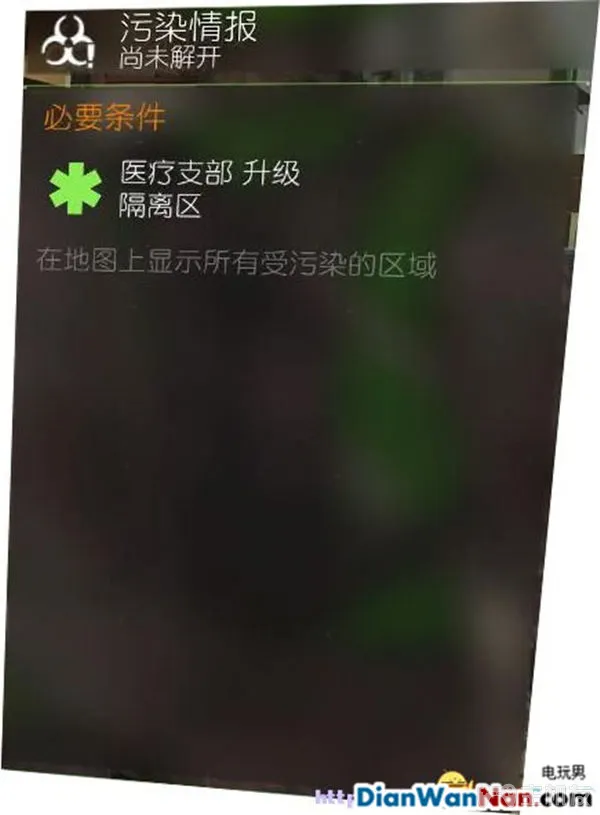 污染情报
尚未解开
必要条件
医疗支部 升级
隔离区
在地图上显示所有受污染的区域
电玩男
DianWanNan.com